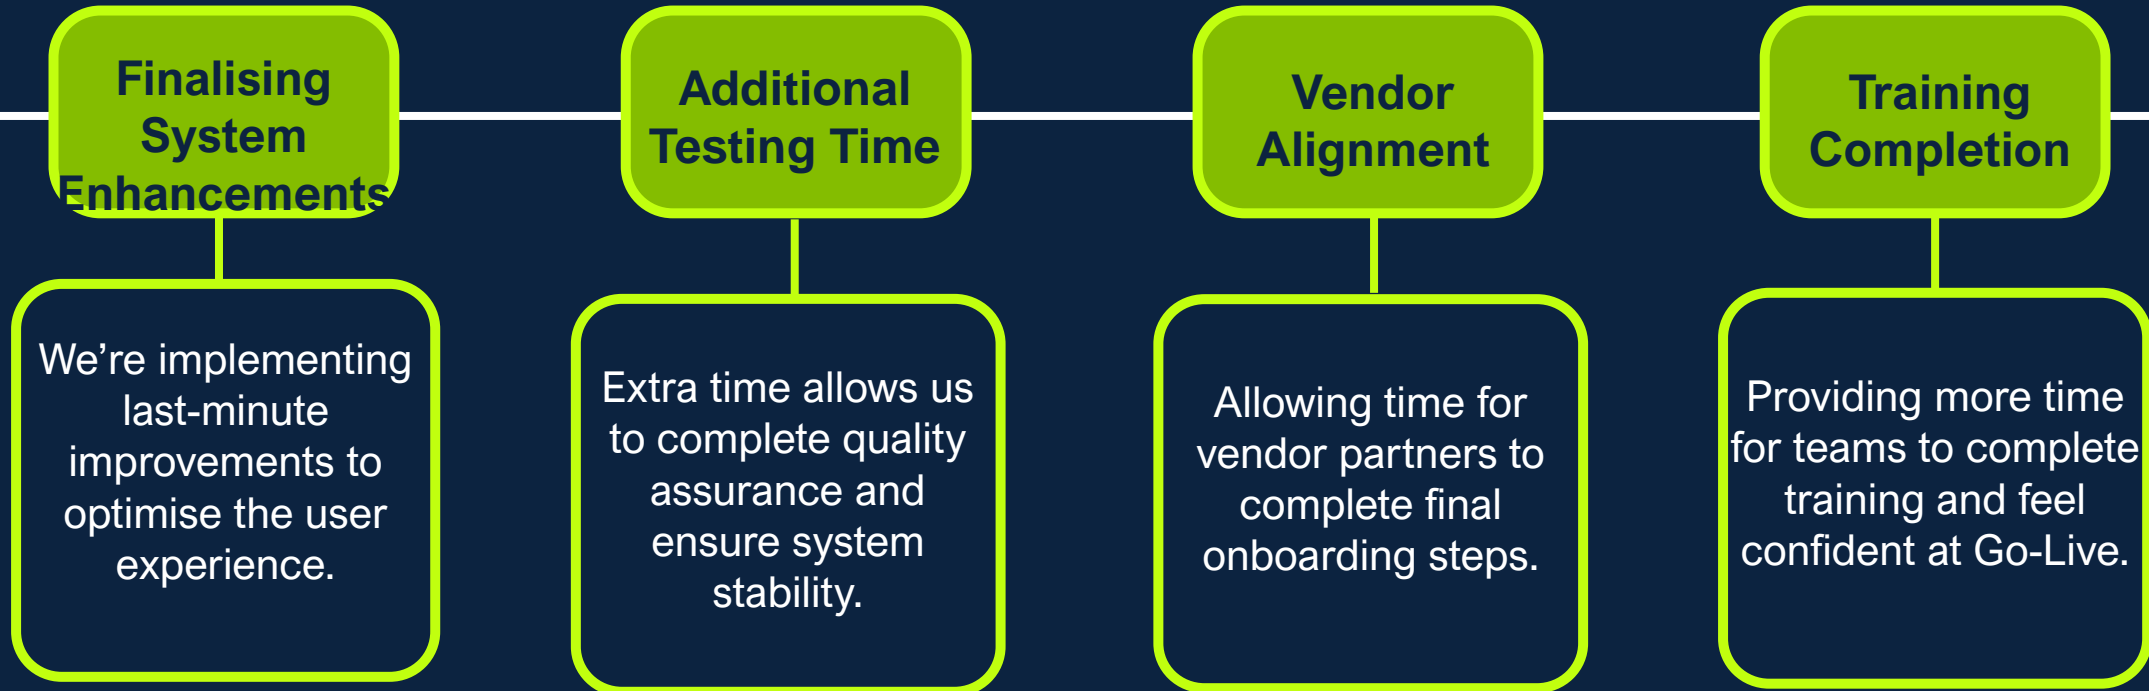 Finalising
System
Enhancements
We’re implementing
last-minute
improvements to
optimise the user
experience.
Additional
Testing Time
Extra time allows us
to complete quality
assurance and
ensure system
stability.
Vendor
Alignment
Allowing time for
vendor partners to
complete final
onboarding steps.
Training
Completion
Providing more time
for teams to complete
training and feel
confident at Go-Live.